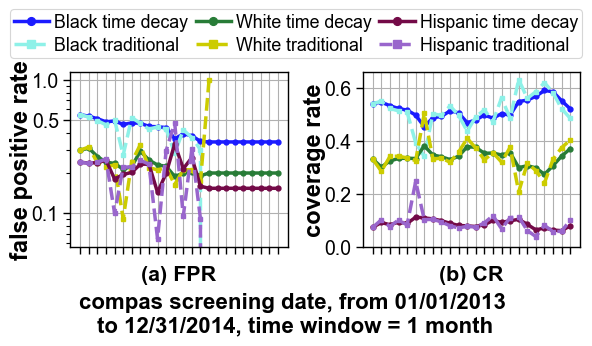 Black time decay White time decay Hispanic time decay
Black traditional White traditional Hispanic traditional
false positive rate
1.0
0.5
0.1
(a) FPR
coverage rate
0.6
0.4
0.2
0.0
(b) CR
compas screening date, from 01/01/2013
to 12/31/2014, time window = 1 month